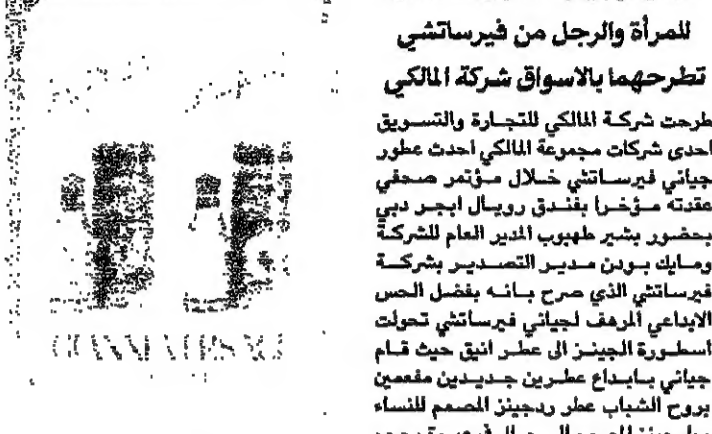 للمرأة والرجل من فيرساتشي
تطرحهما بالاسواق شركة المالكي
طرحت شركة المالكي للتجارة والتسويق
احدى شركات مجموعة المالكي احدث عطور
جياني فيرساتشي خلال مؤتمر صحفي
عقدته مؤخرا بفندق رويال ابجر دبي
بحضور بشير طهبوب المدير العام للشركة
ومايك بودن مدير التصدير بشركة
فيرساتشي الذي صرح بانه بفضل الحس
الابداعي المرهف لجياني فيرساتشي تحولت
اسطورة الجينز الى عطر انيق حيث قام
جياني بابداع عطرين جديدين مفعمين
بروح الشباب عطر ردجينز المصمم للنساء